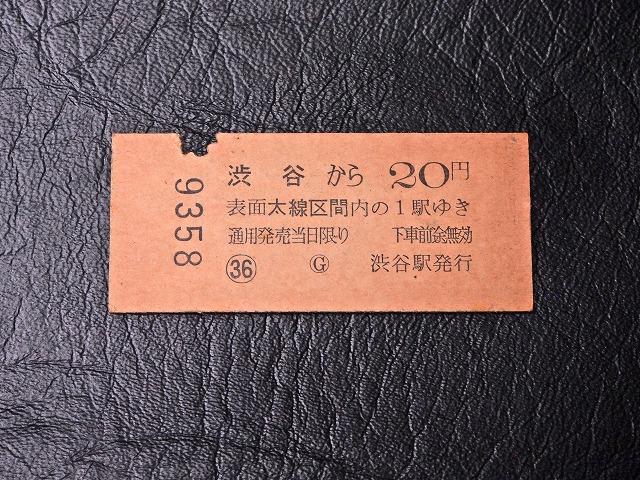 渋谷から20円
表面太線区間内の1駅ゆき
通用発売当日限り 下車前途無効
㊱ Ⓖ 渋谷駅発行
9358